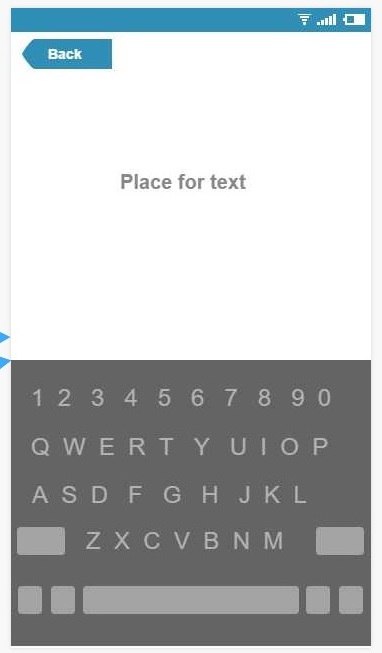 Back
Place for text
1 2 3 4 5 6 7 8 9 0
Q W E R T Y U I O P
A S D F G H J K L
Z X C V B N M